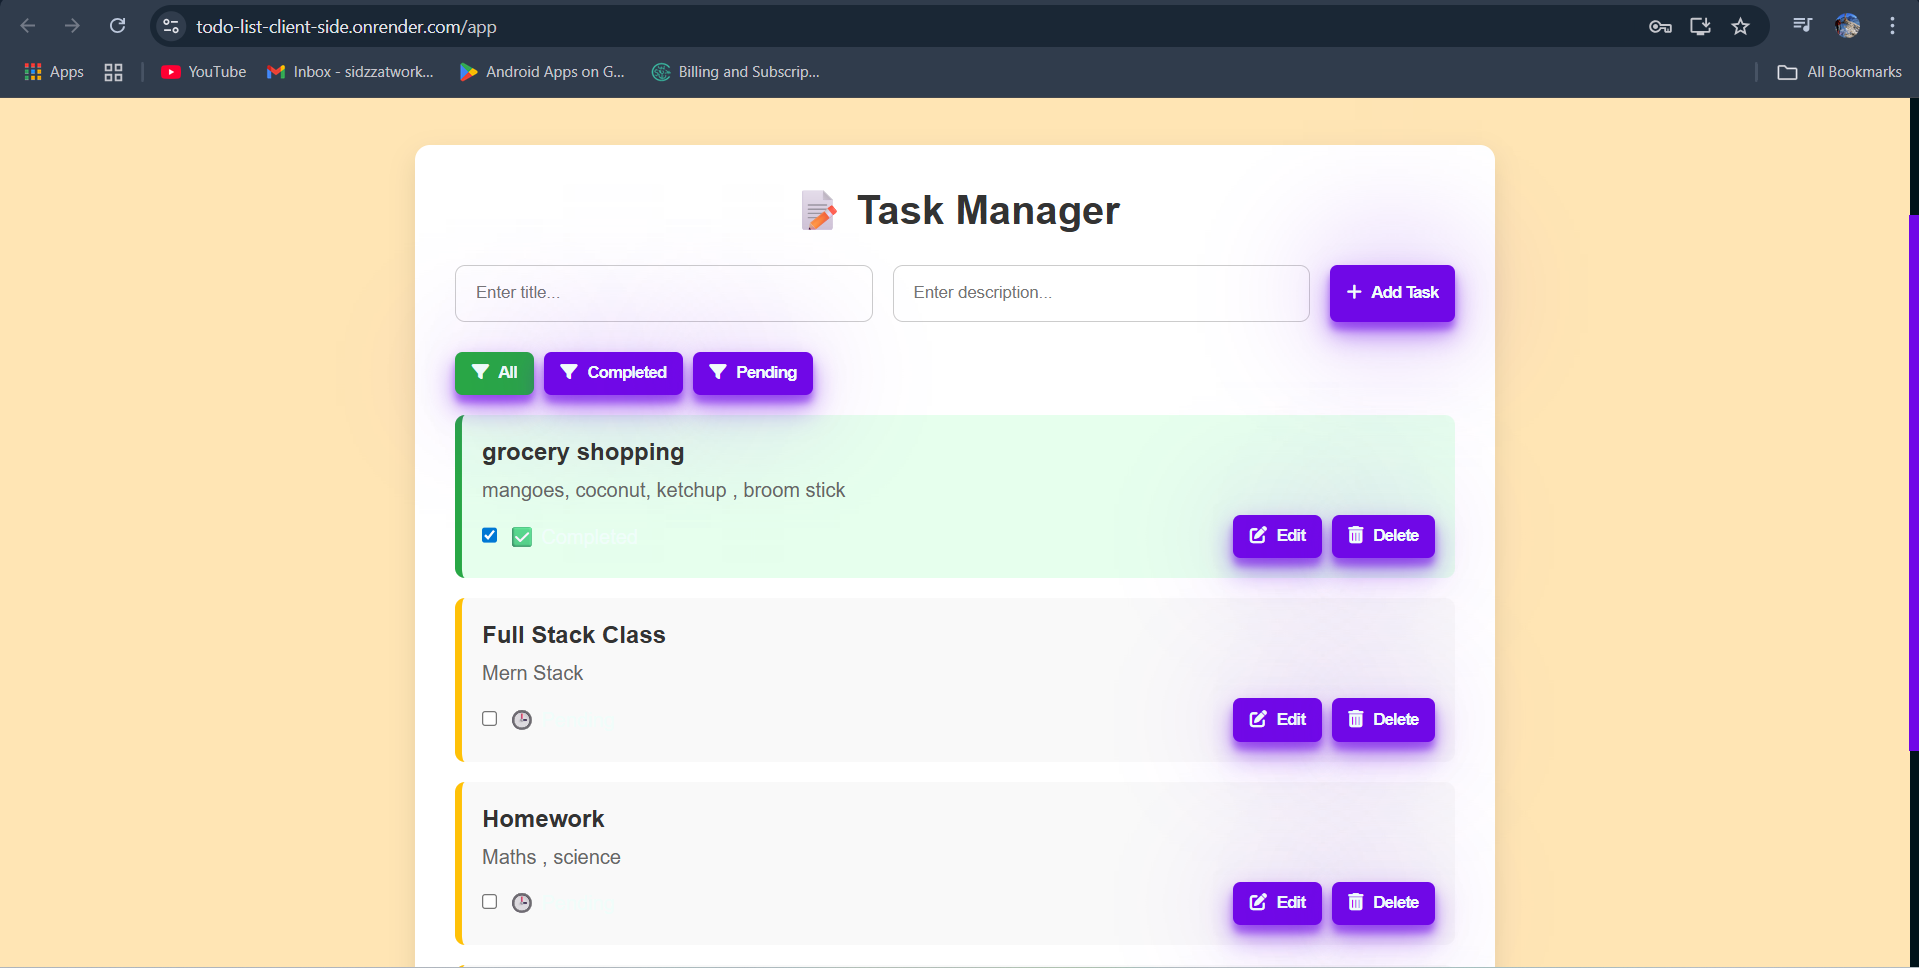 todo-list-client-side.onrender.com/app
Apps YouTube Inbox - sidzzatwork... Android Apps on G... Billing and Subscrip... All Bookmarks
Task Manager
Enter title... Enter description... Add Task
All Completed Pending
grocery shopping
mangoes, coconut, ketchup , broom stick
Completed Edit Delete
Full Stack Class
Mern Stack
Edit Delete
Homework
Maths , science
Edit Delete